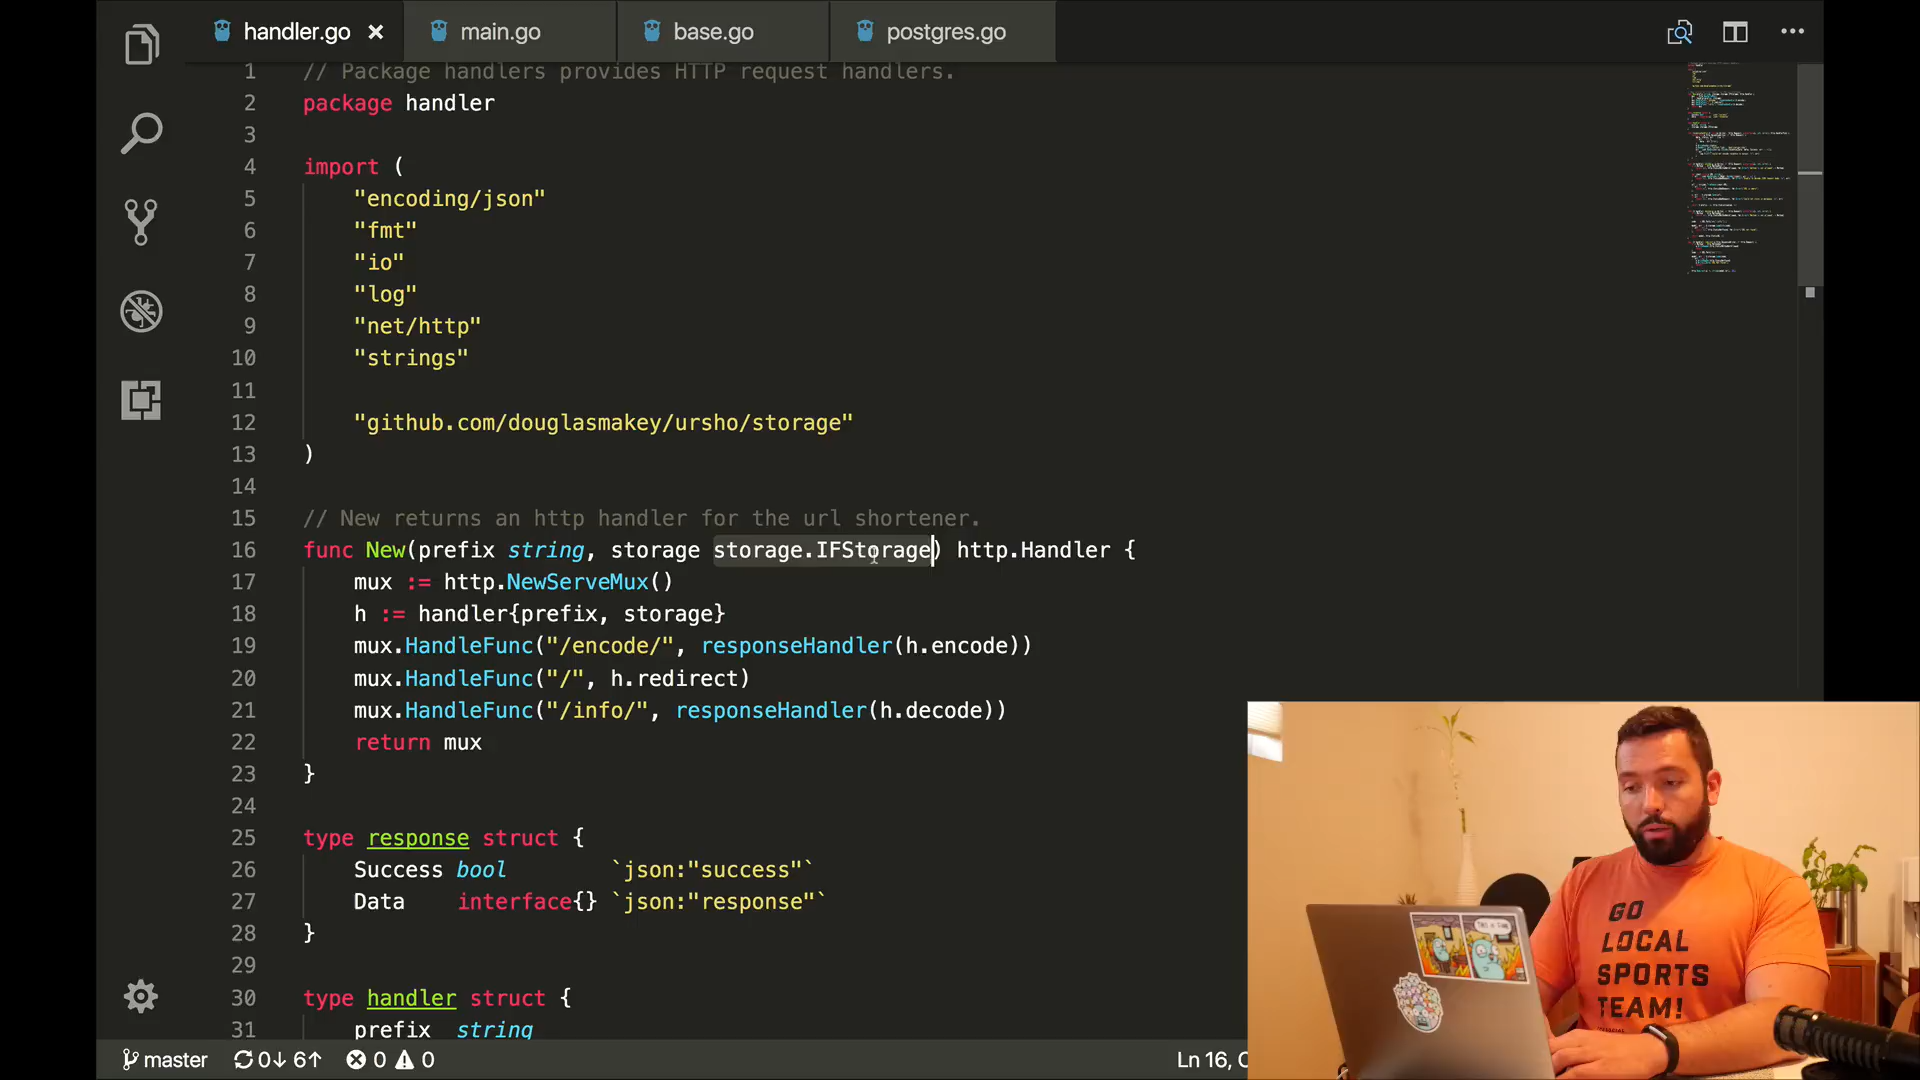 handler.go
main.go
base.go
postgres.go
1 // Package handlers provides HTTP request handlers.
2 package handler
3
4 import (
5 "encoding/json"
6 "fmt"
7 "io"
8 "log"
9 "net/http"
10 "strings"
11
12 "github.com/douglasmakey/ursho/storage"
13 )
14
15 // New returns an http handler for the url shortener.
16 func New(prefix string, storage storage.IFStorage) http.Handler {
17 mux := http.NewServeMux()
18 h := handler{prefix, storage}
19 mux.HandleFunc("/encode/", responseHandler(h.encode))
20 mux.HandleFunc("/", h.redirect)
21 mux.HandleFunc("/info/", responseHandler(h.decode))
22 return mux
23 }
24
25 type response struct {
26 Success bool `json:"success"`
27 Data interface{} `json:"response"`
28 }
29
30 type handler struct {
31 prefix string
master 0↓ 6↑ 0 0
Ln 16, C
GO
LOCAL
SPORTS
TEAM!
THIS IS FINE